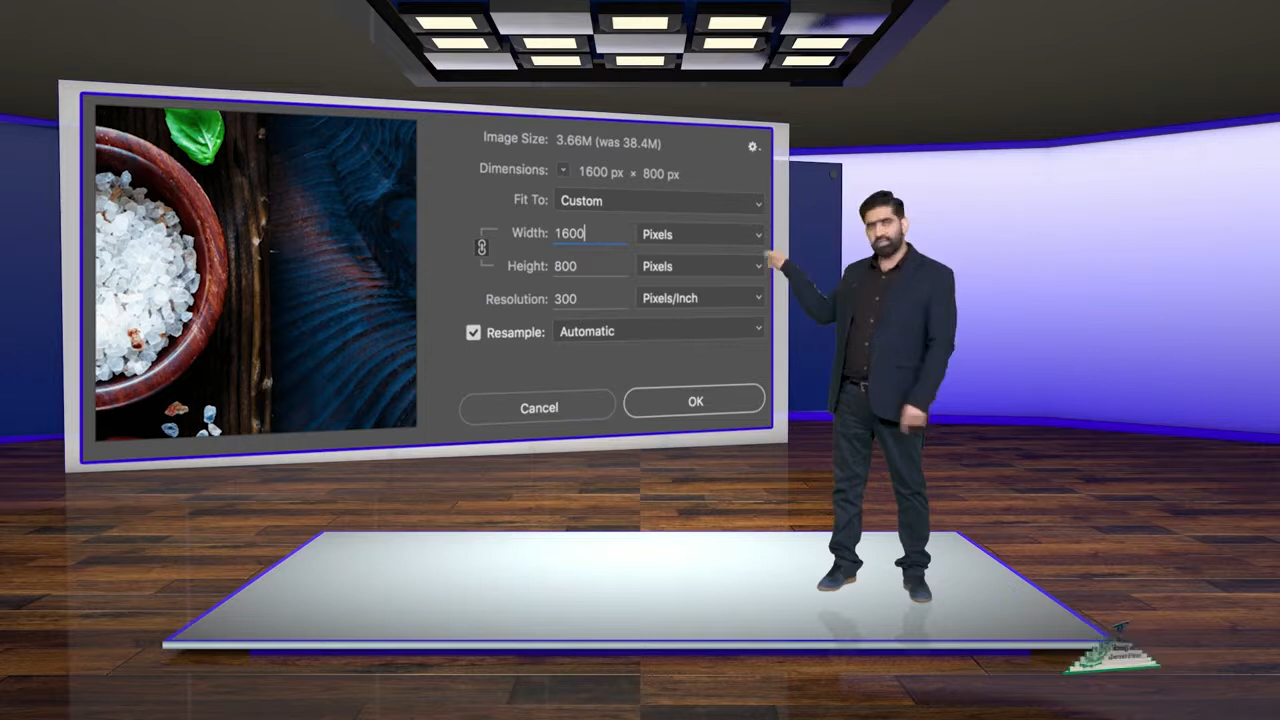 Image Size: 3.66M (was 38.4M)
Dimensions: 1600 px × 800 px
Fit To: Custom
Width: 1600 Pixels
Height: 800 Pixels
Resolution: 300 Pixels/Inch
Resample: Automatic
Cancel OK